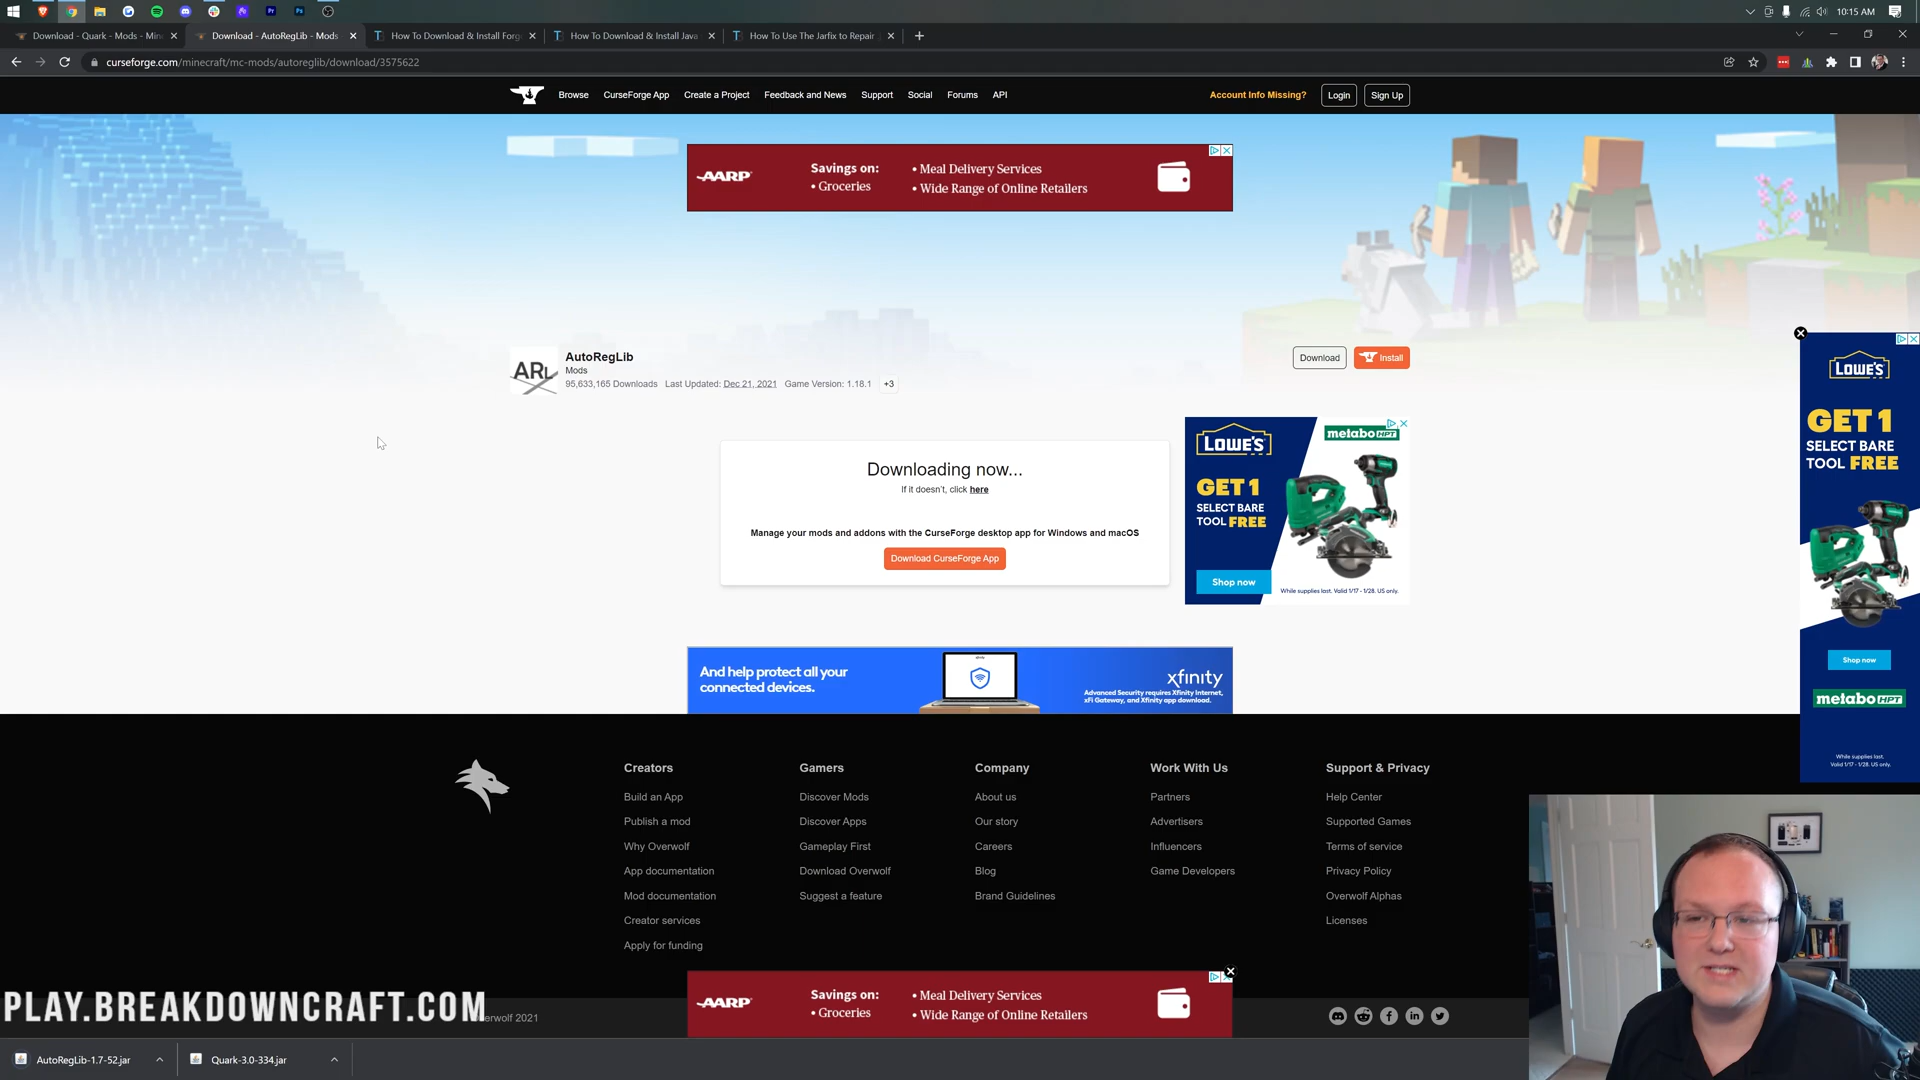 10:15 AM
Download - Quark - Mods - Min
Download - AutoRegLib - Mods
How To Download & Install Forg
How To Download & Install Java
How To Use The Jarfix to Repair
curseforge.com/minecraft/mc-mods/autoreglib/download/3575622
Browse CurseForge App Create a Project Feedback and News Support Social Forums API
Account Info Missing? Login Sign Up
AARP
Savings on:
• Groceries
• Meal Delivery Services
• Wide Range of Online Retailers
ARL
AutoRegLib
Mods
95,633,165 Downloads Last Updated: Dec 21, 2021 Game Version: 1.18.1 +3
Download Install
Downloading now...
If it doesn't, click here
Manage your mods and addons with the CurseForge desktop app for Windows and macOS
Download CurseForge App
LOWE'S
metabo HPT
GET 1
SELECT BARE
TOOL FREE
Shop now
While supplies last. Valid 1/17 - 1/28. US only.
LOWE'S
GET 1
SELECT BARE
TOOL FREE
Shop now
metabo HPT
While supplies last.
Valid 1/17 - 1/28. US only.
And help protect all your
connected devices.
xfinity
xfinity
Advanced Security requires Xfinity Internet,
xFi Gateway, and Xfinity app download.
Creators
Build an App
Publish a mod
Why Overwolf
App documentation
Mod documentation
Creator services
Apply for funding
Gamers
Discover Mods
Discover Apps
Gameplay First
Download Overwolf
Suggest a feature
Company
About us
Our story
Careers
Blog
Brand Guidelines
Work With Us
Partners
Advertisers
Influencers
Game Developers
Support & Privacy
Help Center
Supported Games
Terms of service
Privacy Policy
Overwolf Alphas
Licenses
AARP
Savings on:
• Groceries
• Meal Delivery Services
• Wide Range of Online Retailers
PLAY.BREAKDOWNCRAFT.COM
erwolf 2021
AutoRegLib-1.7-52.jar
Quark-3.0-334.jar